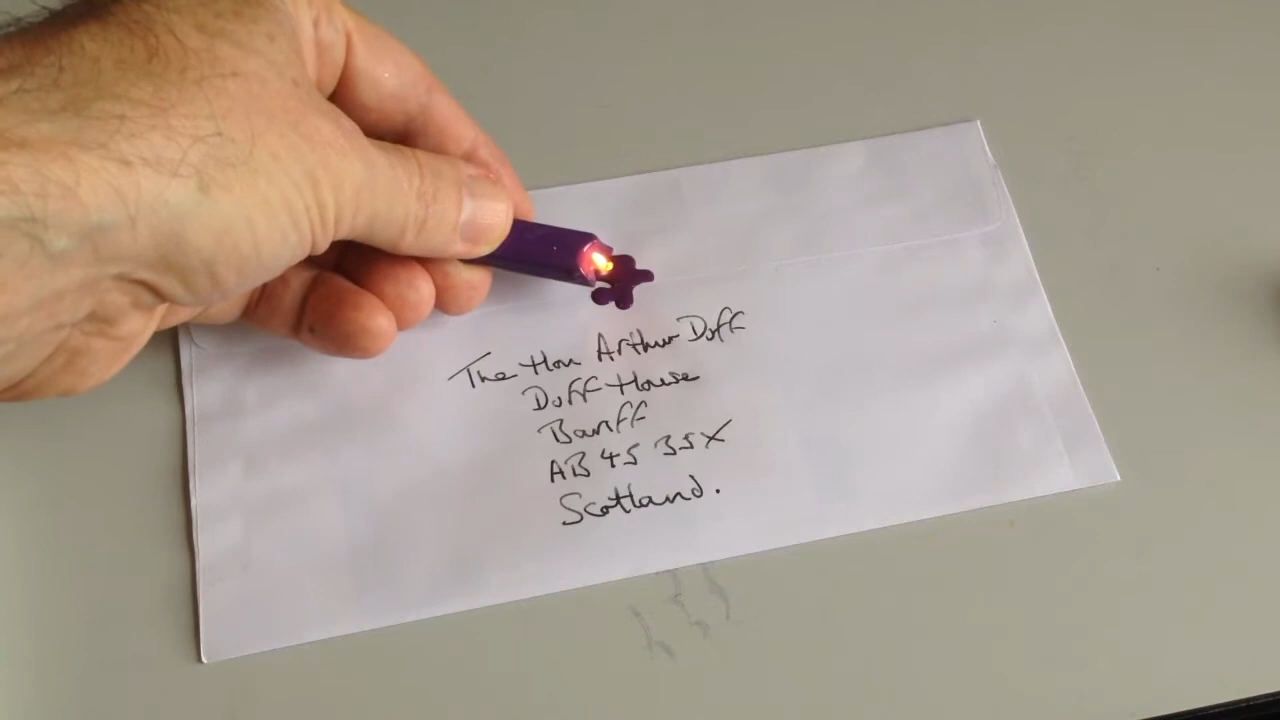 The Hon Arthur Duff
Duff House
Banff
AB45 3SX
Scotland.